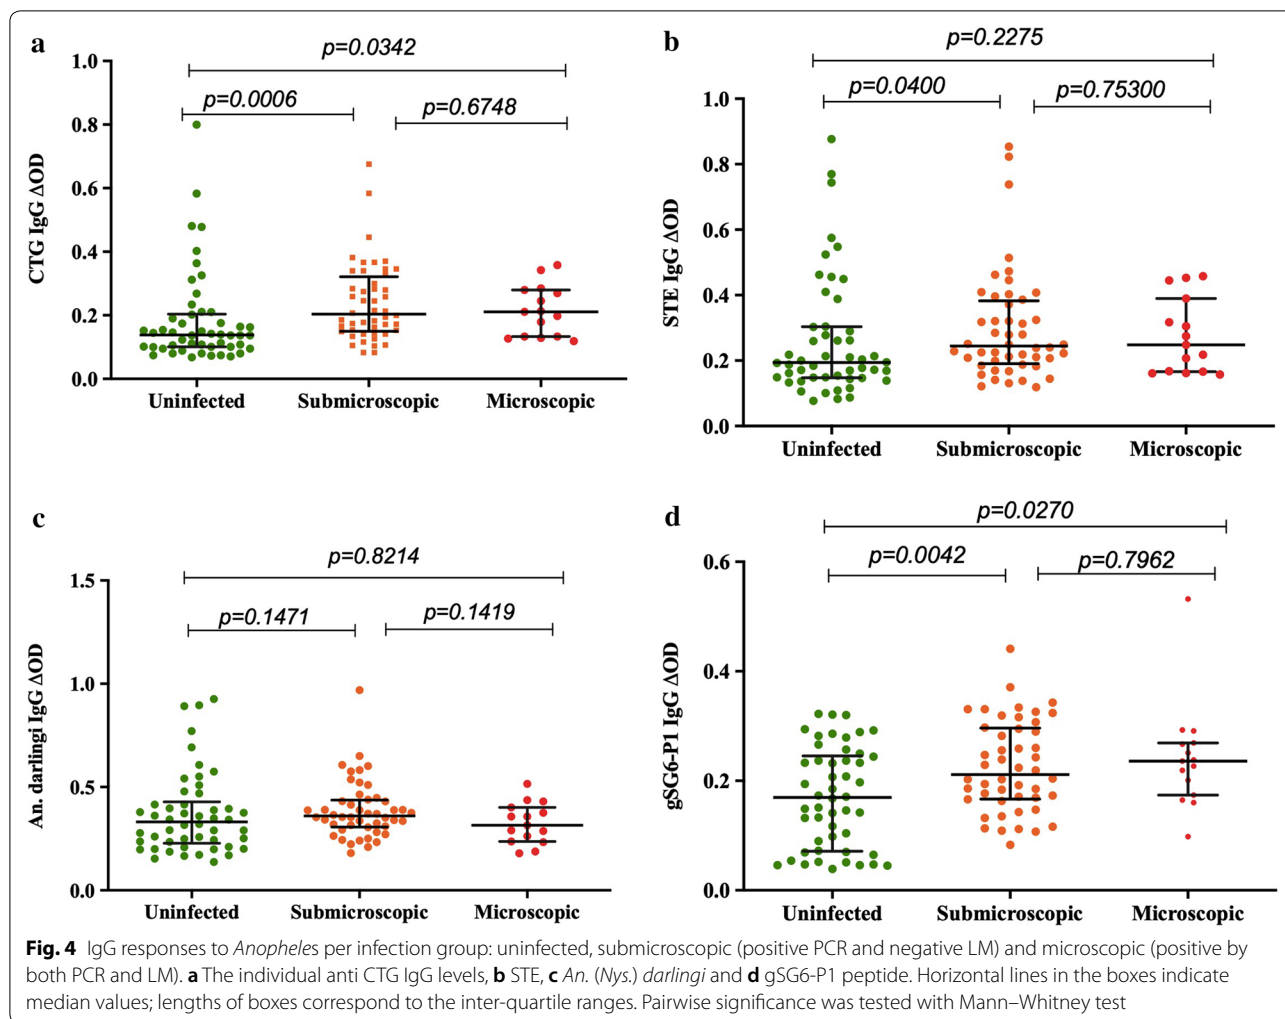 a
p=0.0342
p=0.0006
p=0.6748
CTG IgG ΔOD
1.0
0.8
0.6
0.4
0.2
0.0
Uninfected Submicroscopic Microscopic
b
p=0.2275
p=0.0400
p=0.75300
STE IgG ΔOD
1.0
0.8
0.6
0.4
0.2
0.0
Uninfected Submicroscopic Microscopic
c
p=0.8214
p=0.1471
p=0.1419
An. darlingi IgG ΔOD
1.5
1.0
0.5
0.0
Uninfected Submicroscopic Microscopic
d
p=0.0270
p=0.0042
p=0.7962
gSG6-P1 IgG ΔOD
0.6
0.4
0.2
0.0
Uninfected Submicroscopic Microscopic
Fig. 4 IgG responses to Anopheles per infection group: uninfected, submicroscopic (positive PCR and negative LM) and microscopic (positive by
both PCR and LM). a The individual anti CTG IgG levels, b STE, c An. (Nys.) darlingi and d gSG6-P1 peptide. Horizontal lines in the boxes indicate
median values; lengths of boxes correspond to the inter-quartile ranges. Pairwise significance was tested with Mann–Whitney test